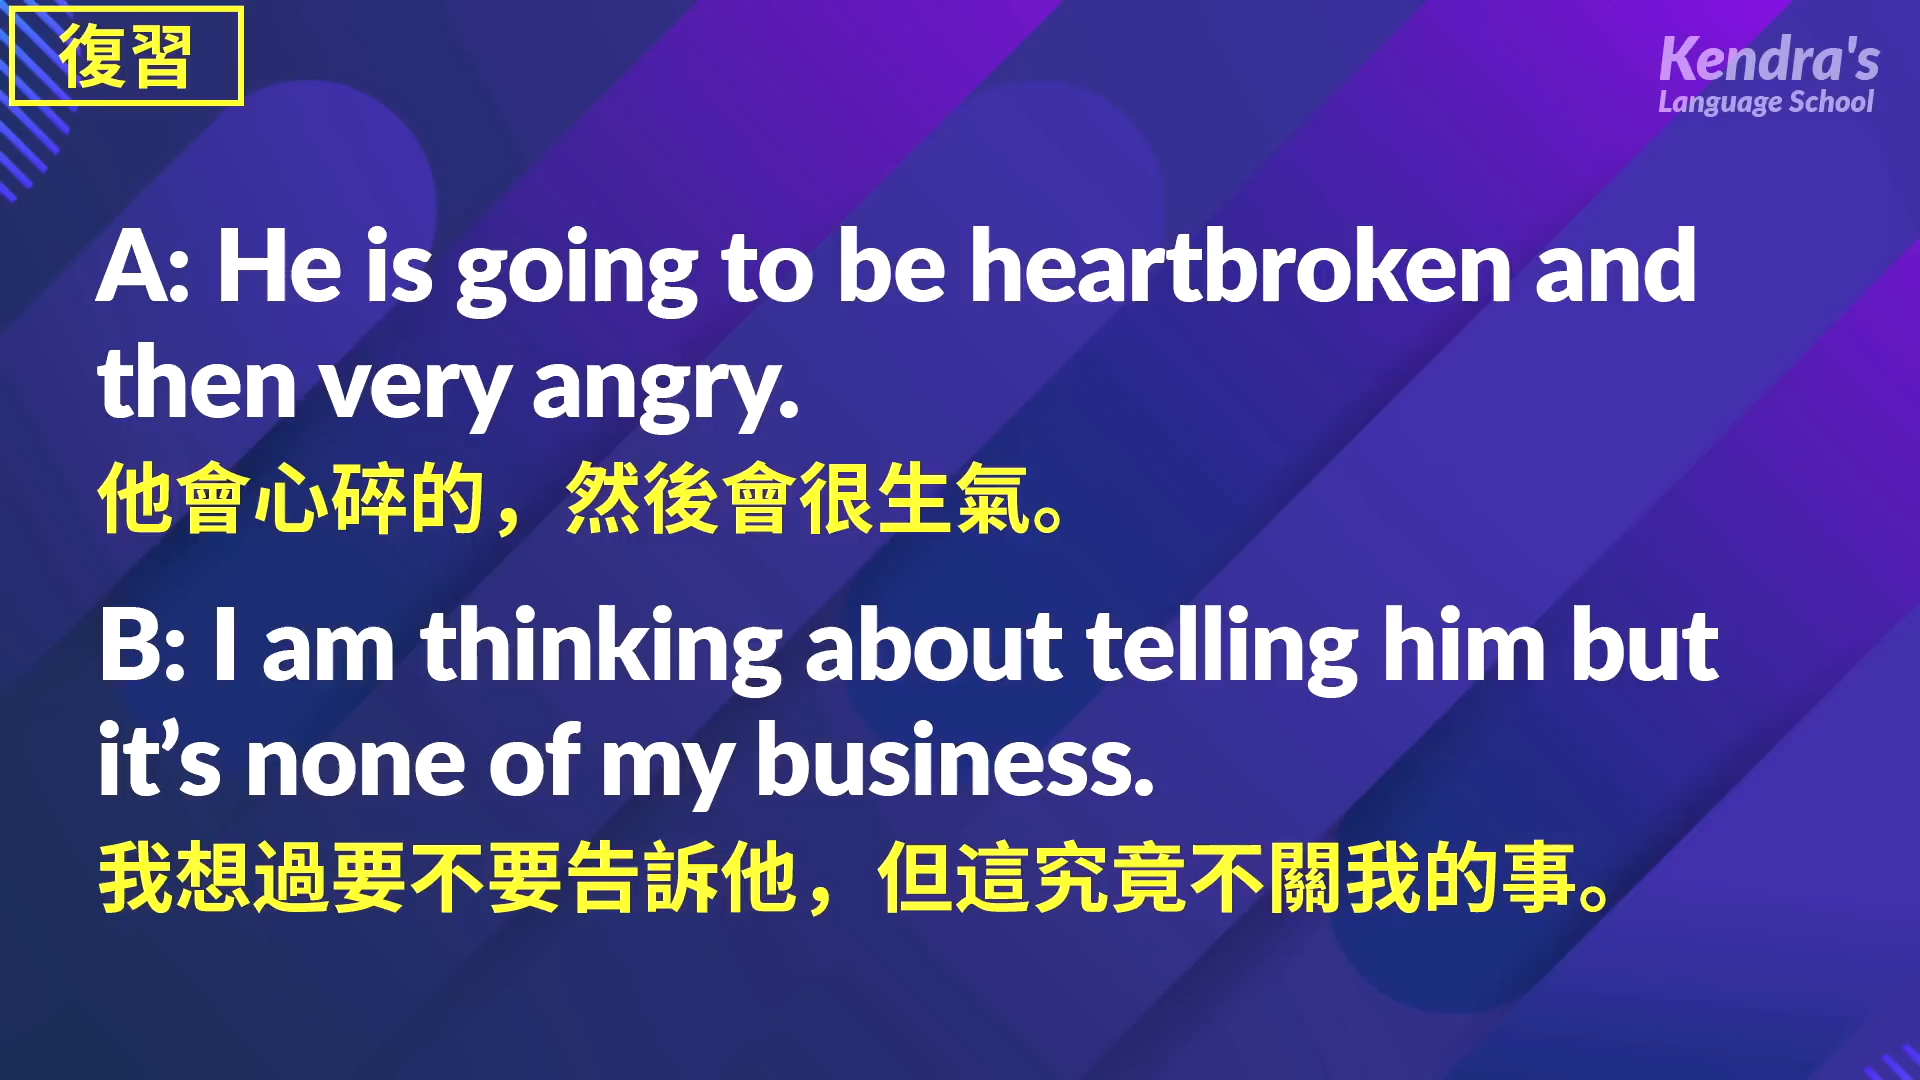 復習
Kendra's
Language School
A: He is going to be heartbroken and
then very angry.
他會心碎的，然後會很生氣。
B: I am thinking about telling him but
it’s none of my business.
我想過要不要告訴他，但這究竟不關我的事。